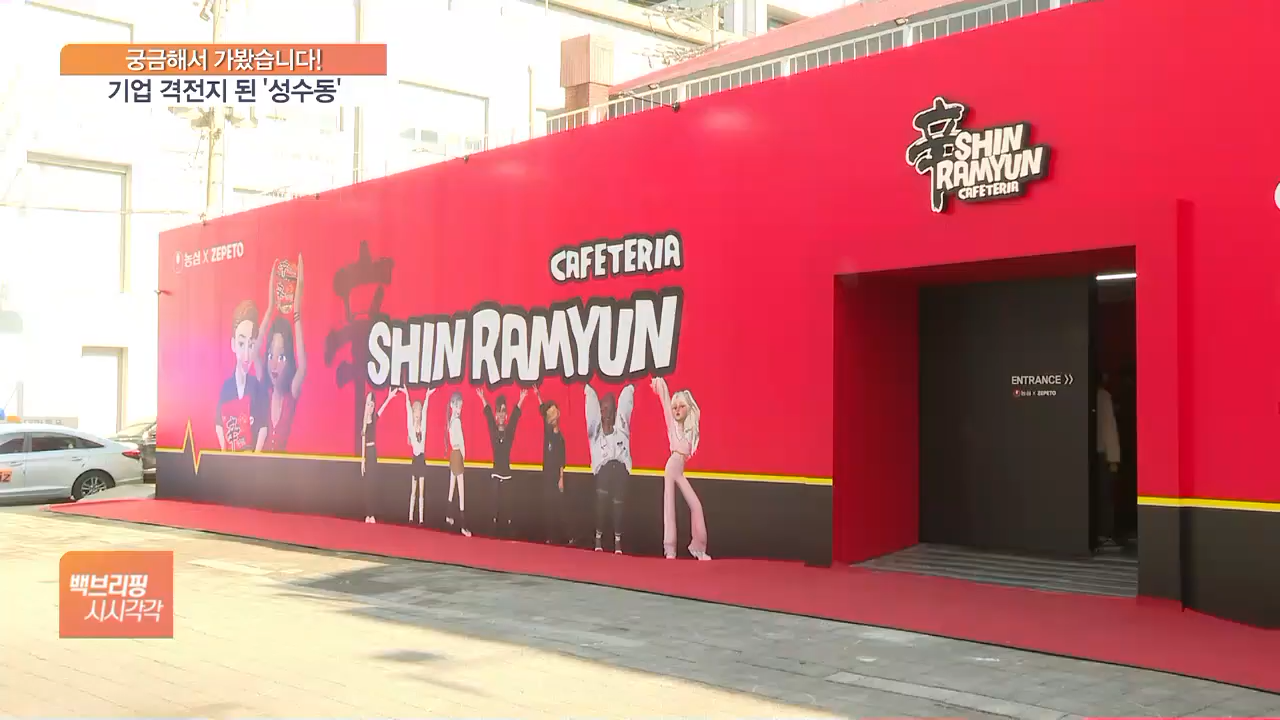 궁금해서 가봤습니다!
기업 격전지 된 '성수동'
辛 SHIN
RAMYUN
CAFETERIA
농심 X ZEPETO
CAFETERIA
辛 SHIN RAMYUN
ENTRANCE 》
농심 X ZEPETO
백브리핑
시시각각